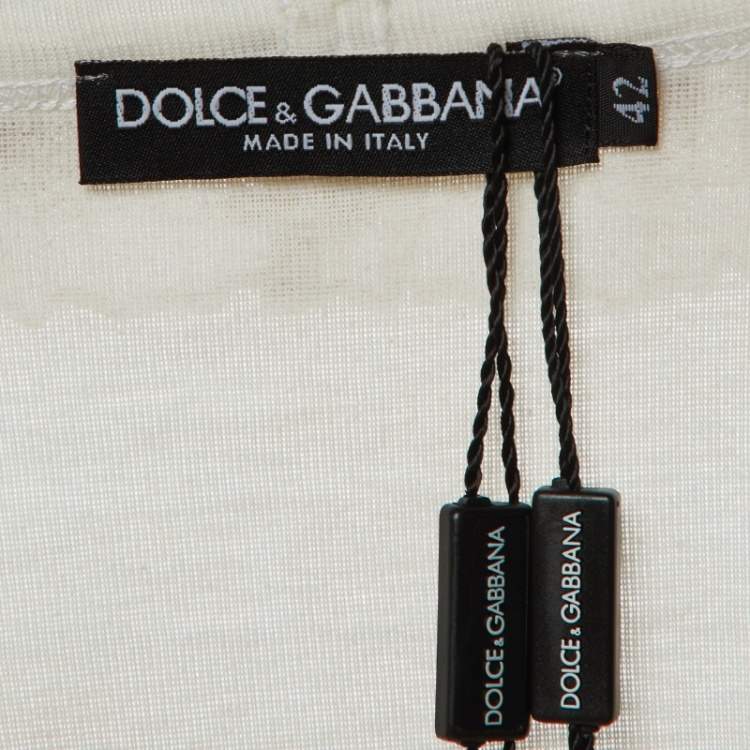 DOLCE & GABBANA®
MADE IN ITALY
42
DOLCE & GABBANA
DOLCE & GABBANA